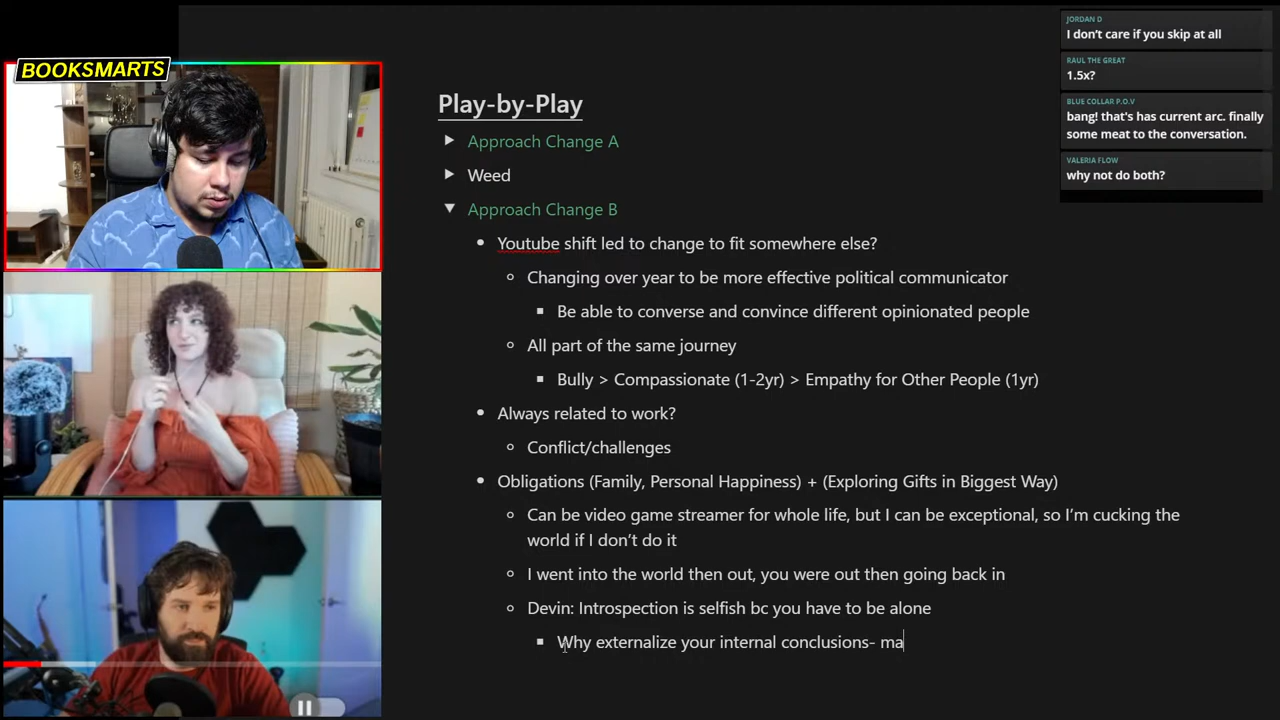 BOOKSMARTS
Play-by-Play
Approach Change A
Weed
Approach Change B
Youtube shift led to change to fit somewhere else?
Changing over year to be more effective political communicator
Be able to converse and convince different opinionated people
All part of the same journey
Bully > Compassionate (1-2yr) > Empathy for Other People (1yr)
Always related to work?
Conflict/challenges
Obligations (Family, Personal Happiness) + (Exploring Gifts in Biggest Way)
Can be video game streamer for whole life, but I can be exceptional, so I'm cucking the
world if I don't do it
I went into the world then out, you were out then going back in
Devin: Introspection is selfish bc you have to be alone
Why externalize your internal conclusions- ma
JORDAN D
I don't care if you skip at all
RAUL THE GREAT
1.5x?
BLUE COLLAR P.O.V
bang! that's has current arc. finally
some meat to the conversation.
VALERIA FLOW
why not do both?